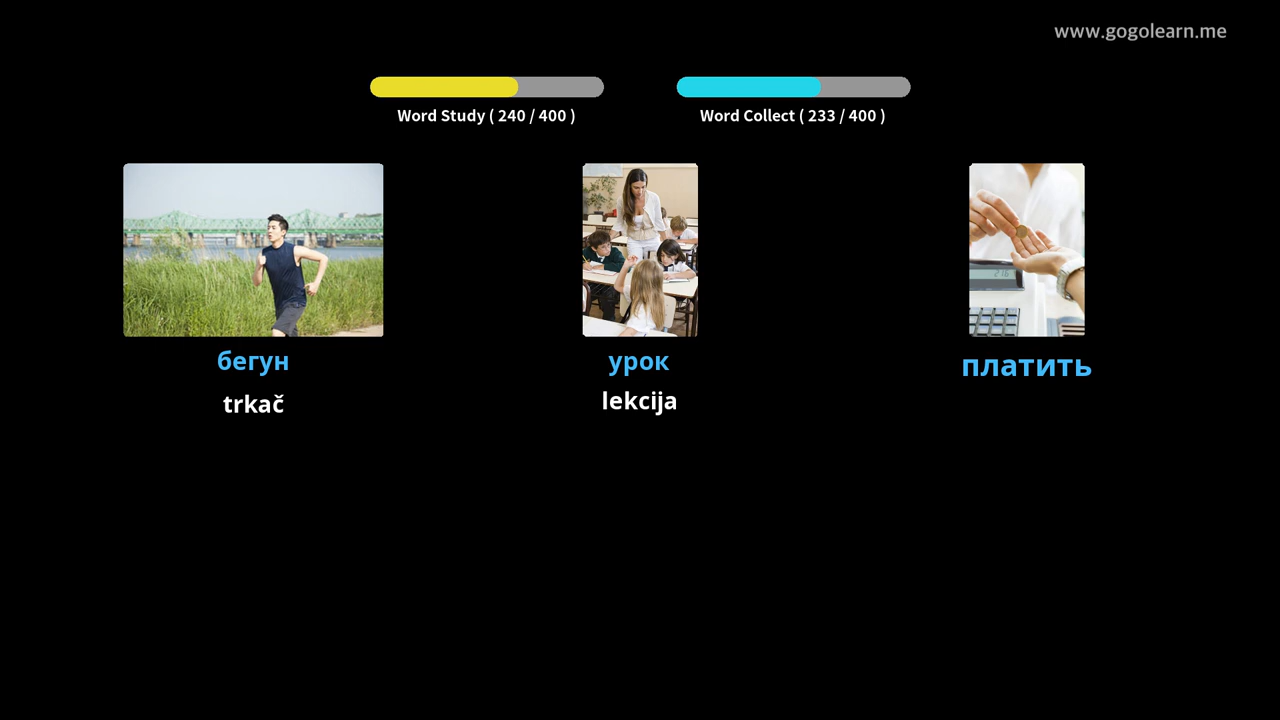 www.gogolearn.me
Word Study ( 240 / 400 )
Word Collect ( 233 / 400 )
бегун
trkač
урок
lekcija
платить